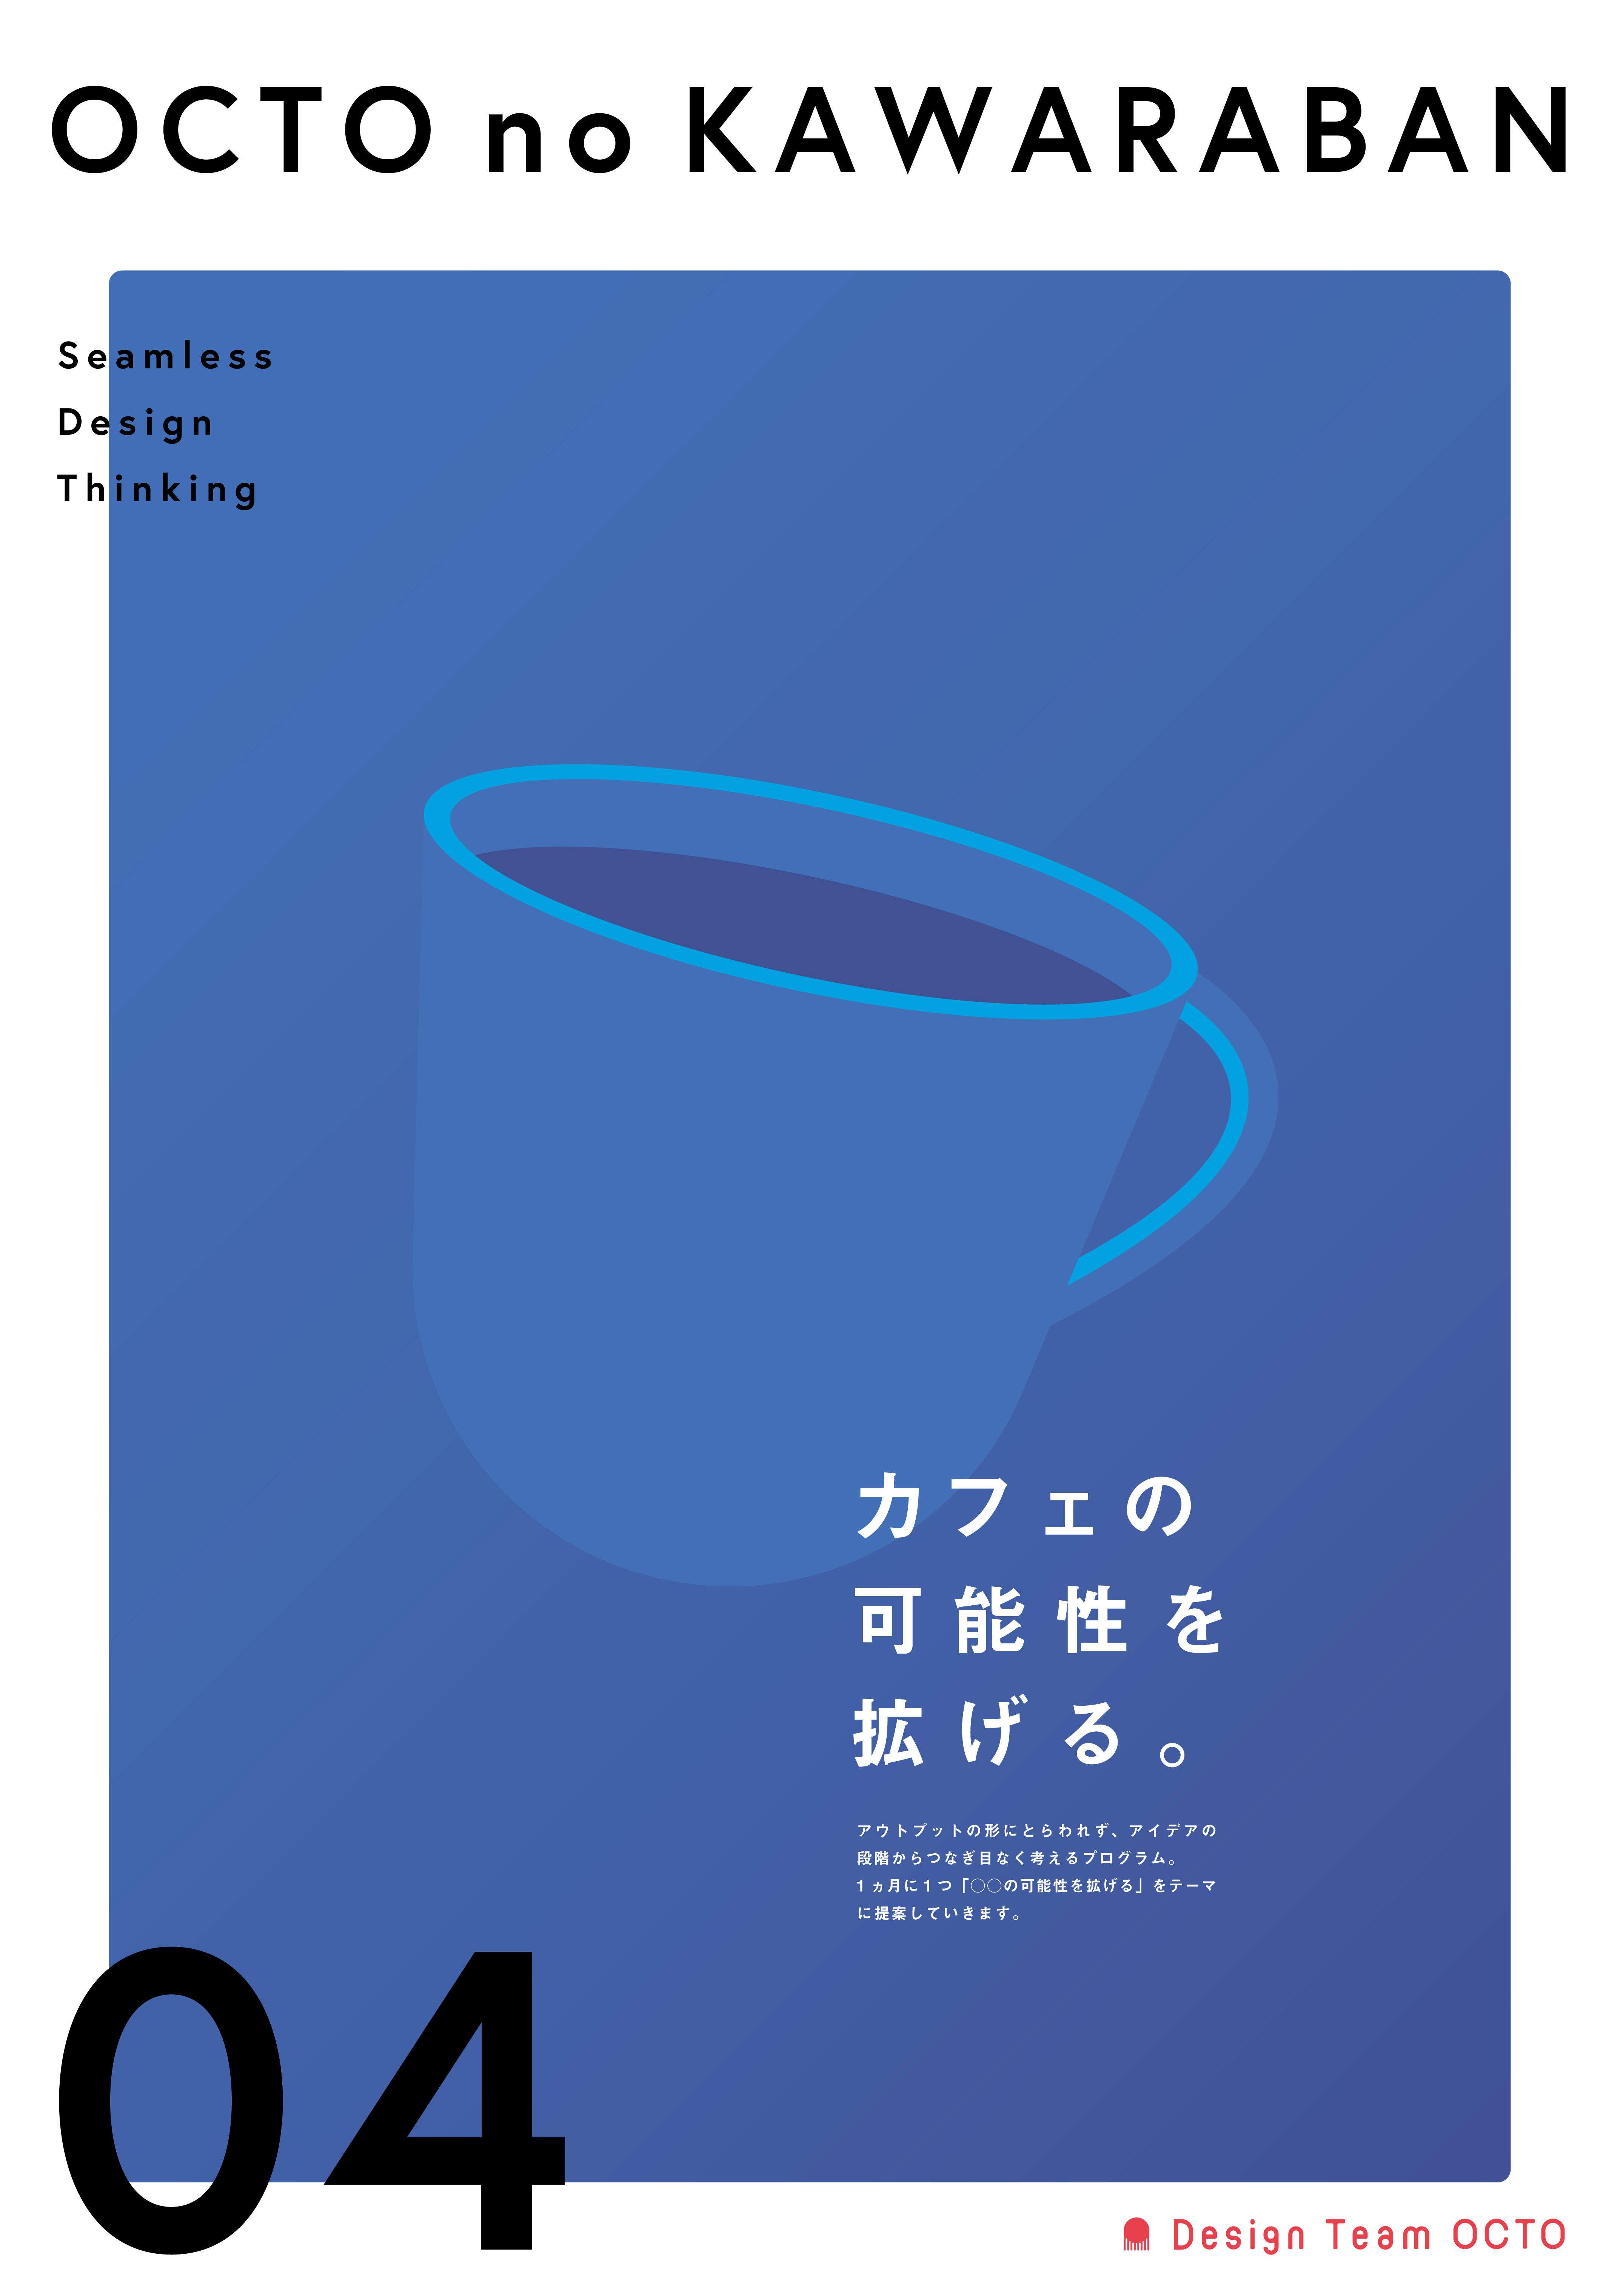 OCTO no KAWARABAN
Seamless
Design
Thinking
カフェの
可能性を
拡げる。
アウトプットの形にとらわれず、アイデアの
段階からつなぎ目なく考えるプログラム。
1ヵ月に1つ「〇〇の可能性を拡げる」をテーマ
に提案していきます。
04
Design Team OCTO